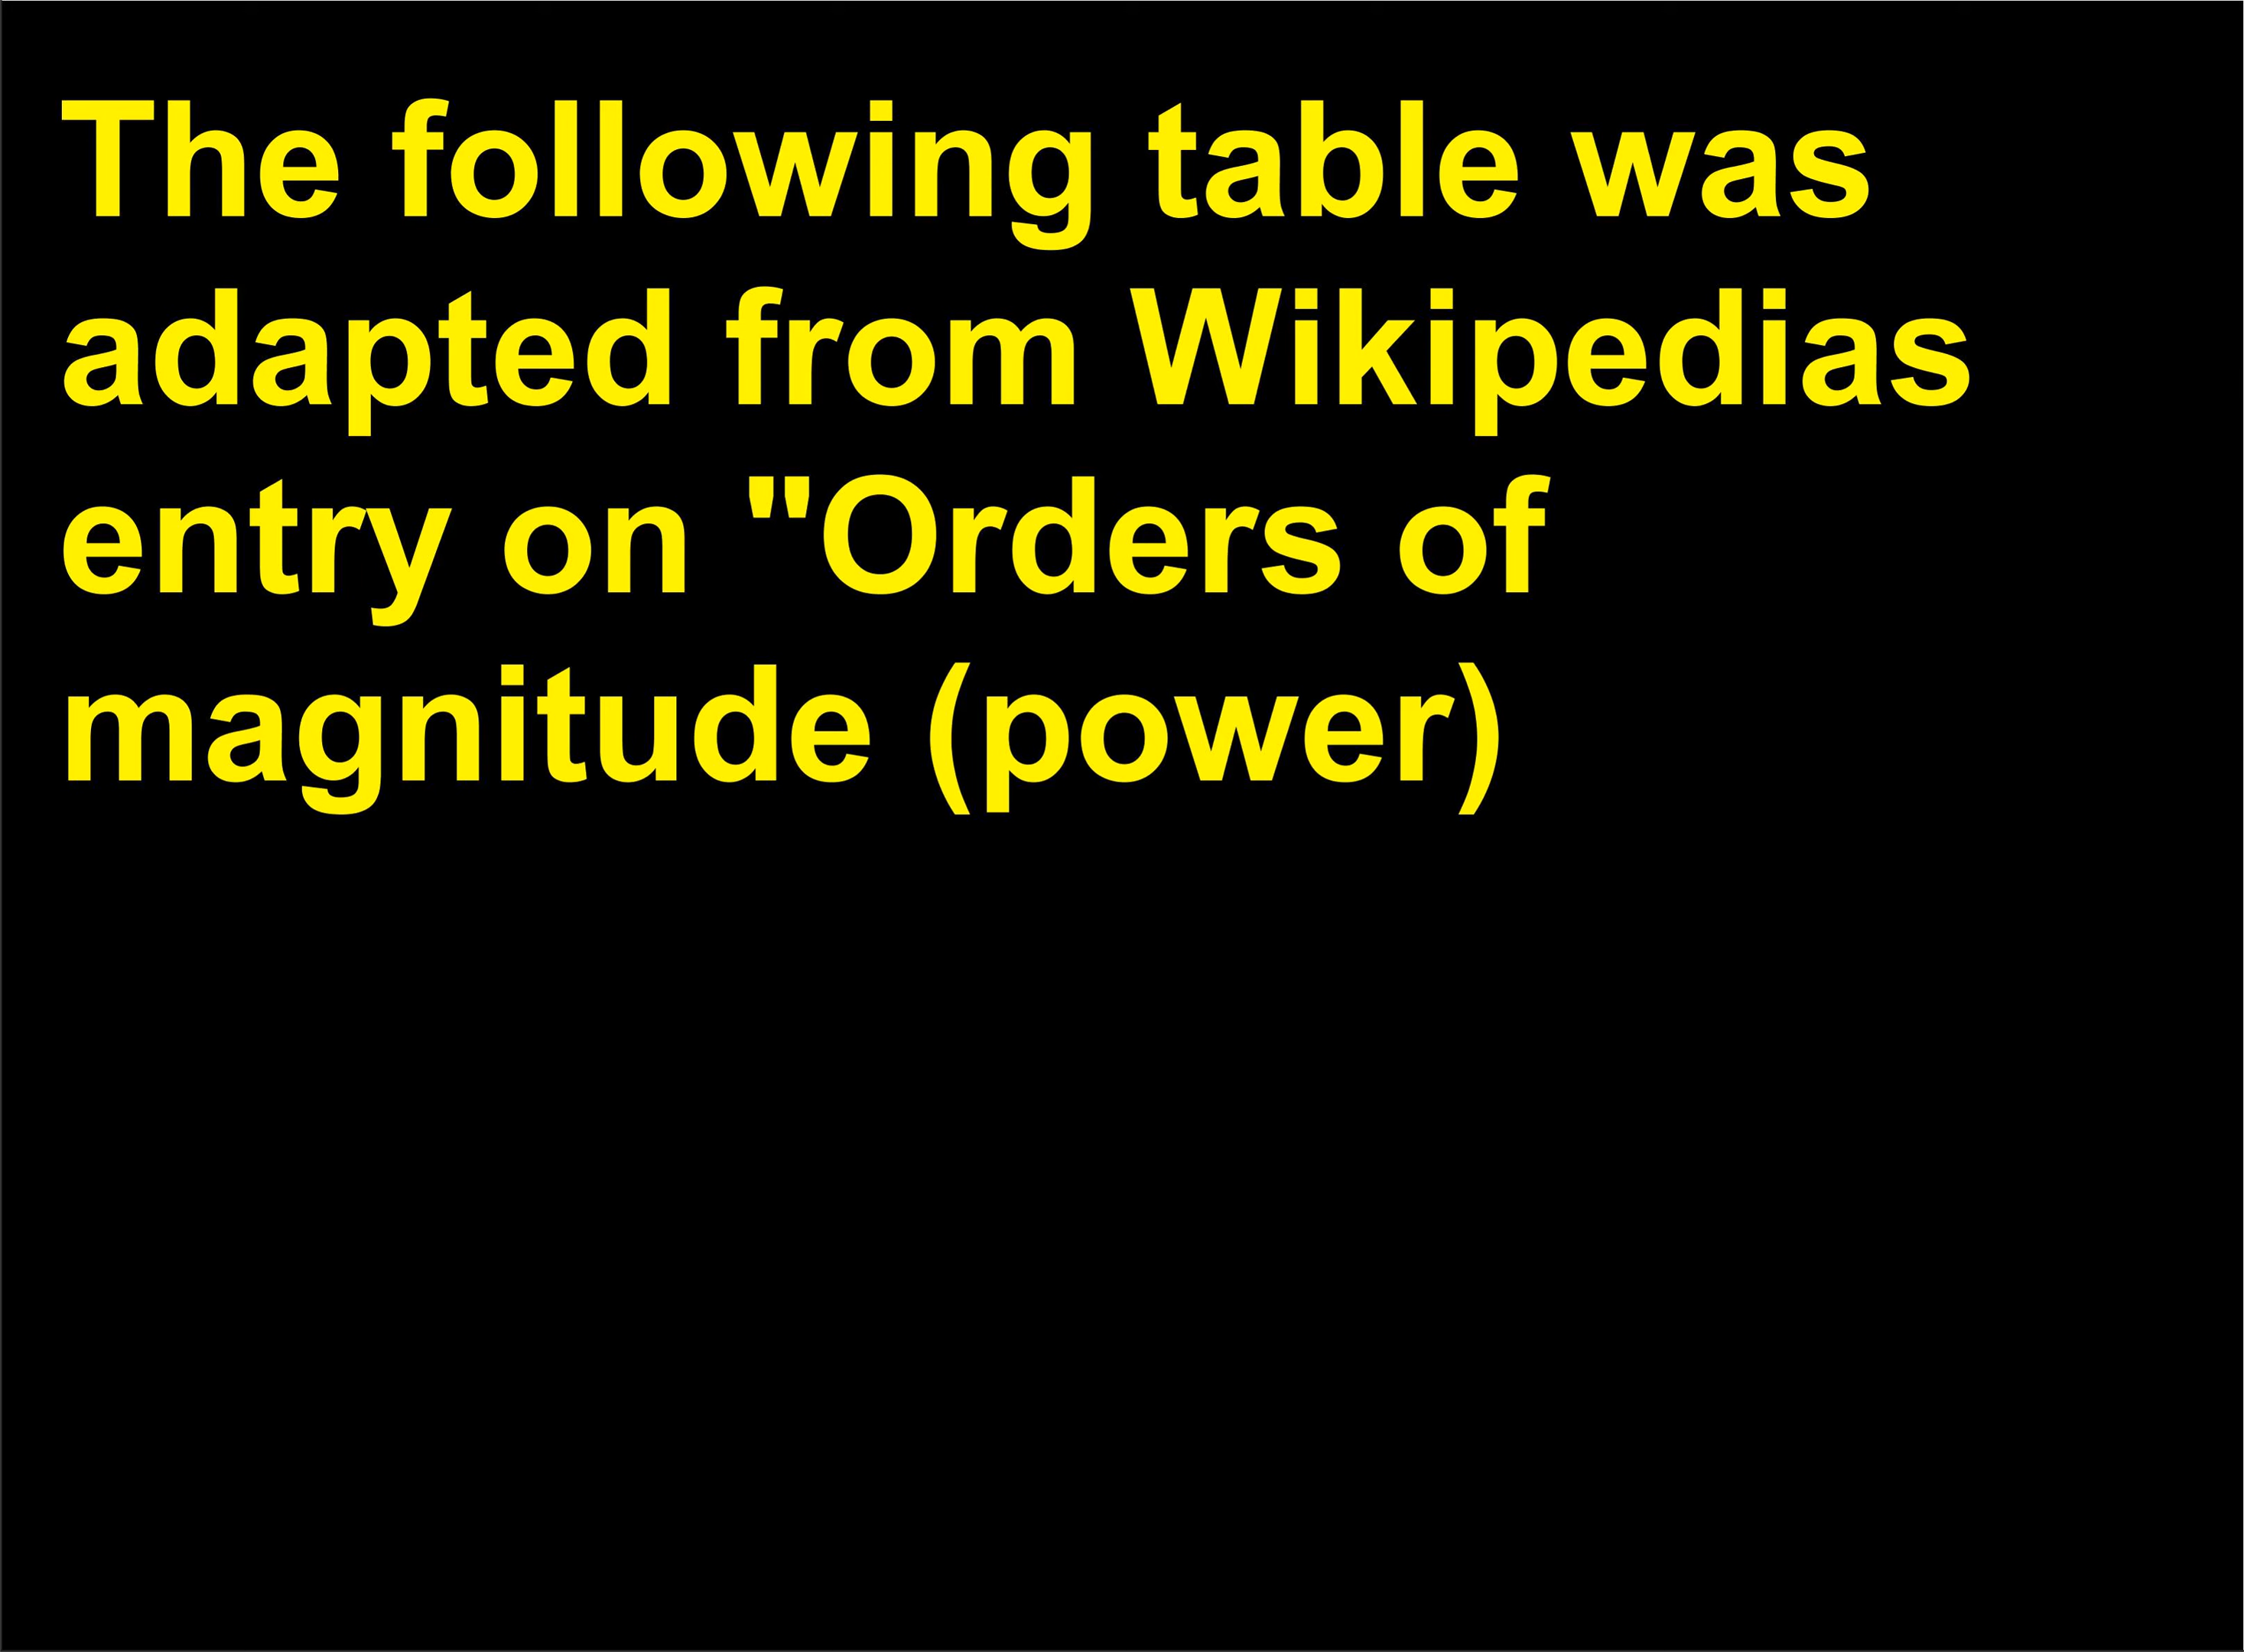 The following table was
adapted from Wikipedias
entry on "Orders of
magnitude (power)